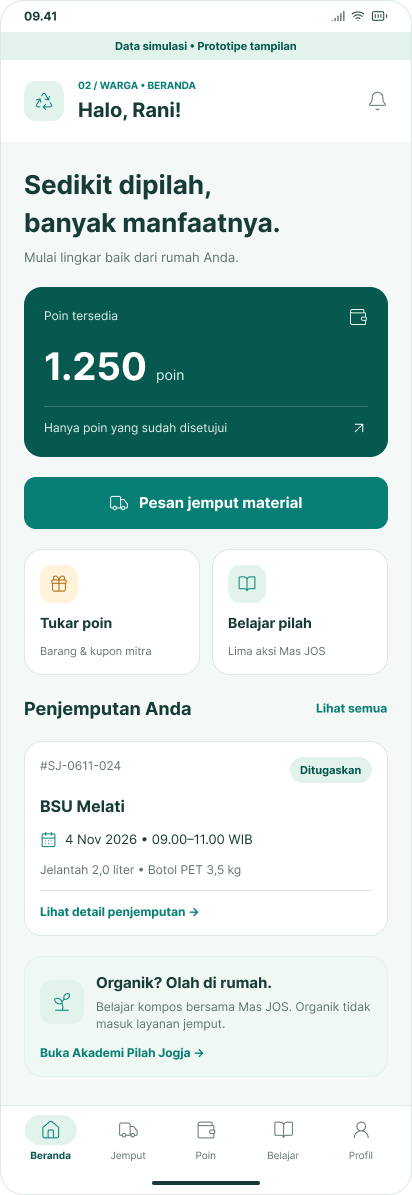 09.41
Data simulasi • Prototipe tampilan
02 / WARGA • BERANDA
Halo, Rani!
Sedikit dipilah,
banyak manfaatnya.
Mulai lingkar baik dari rumah Anda.
Poin tersedia
1.250 poin
Hanya poin yang sudah disetujui
Pesan jemput material
Tukar poin
Barang & kupon mitra
Belajar pilah
Lima aksi Mas JOS
Penjemputan Anda
Lihat semua
#SJ-0611-024
Ditugaskan
BSU Melati
4 Nov 2026 • 09.00–11.00 WIB
Jelantah 2,0 liter • Botol PET 3,5 kg
Lihat detail penjemputan →
Organik? Olah di rumah.
Belajar kompos bersama Mas JOS. Organik tidak
masuk layanan jemput.
Buka Akademi Pilah Jogja →
Beranda
Jemput
Poin
Belajar
Profil